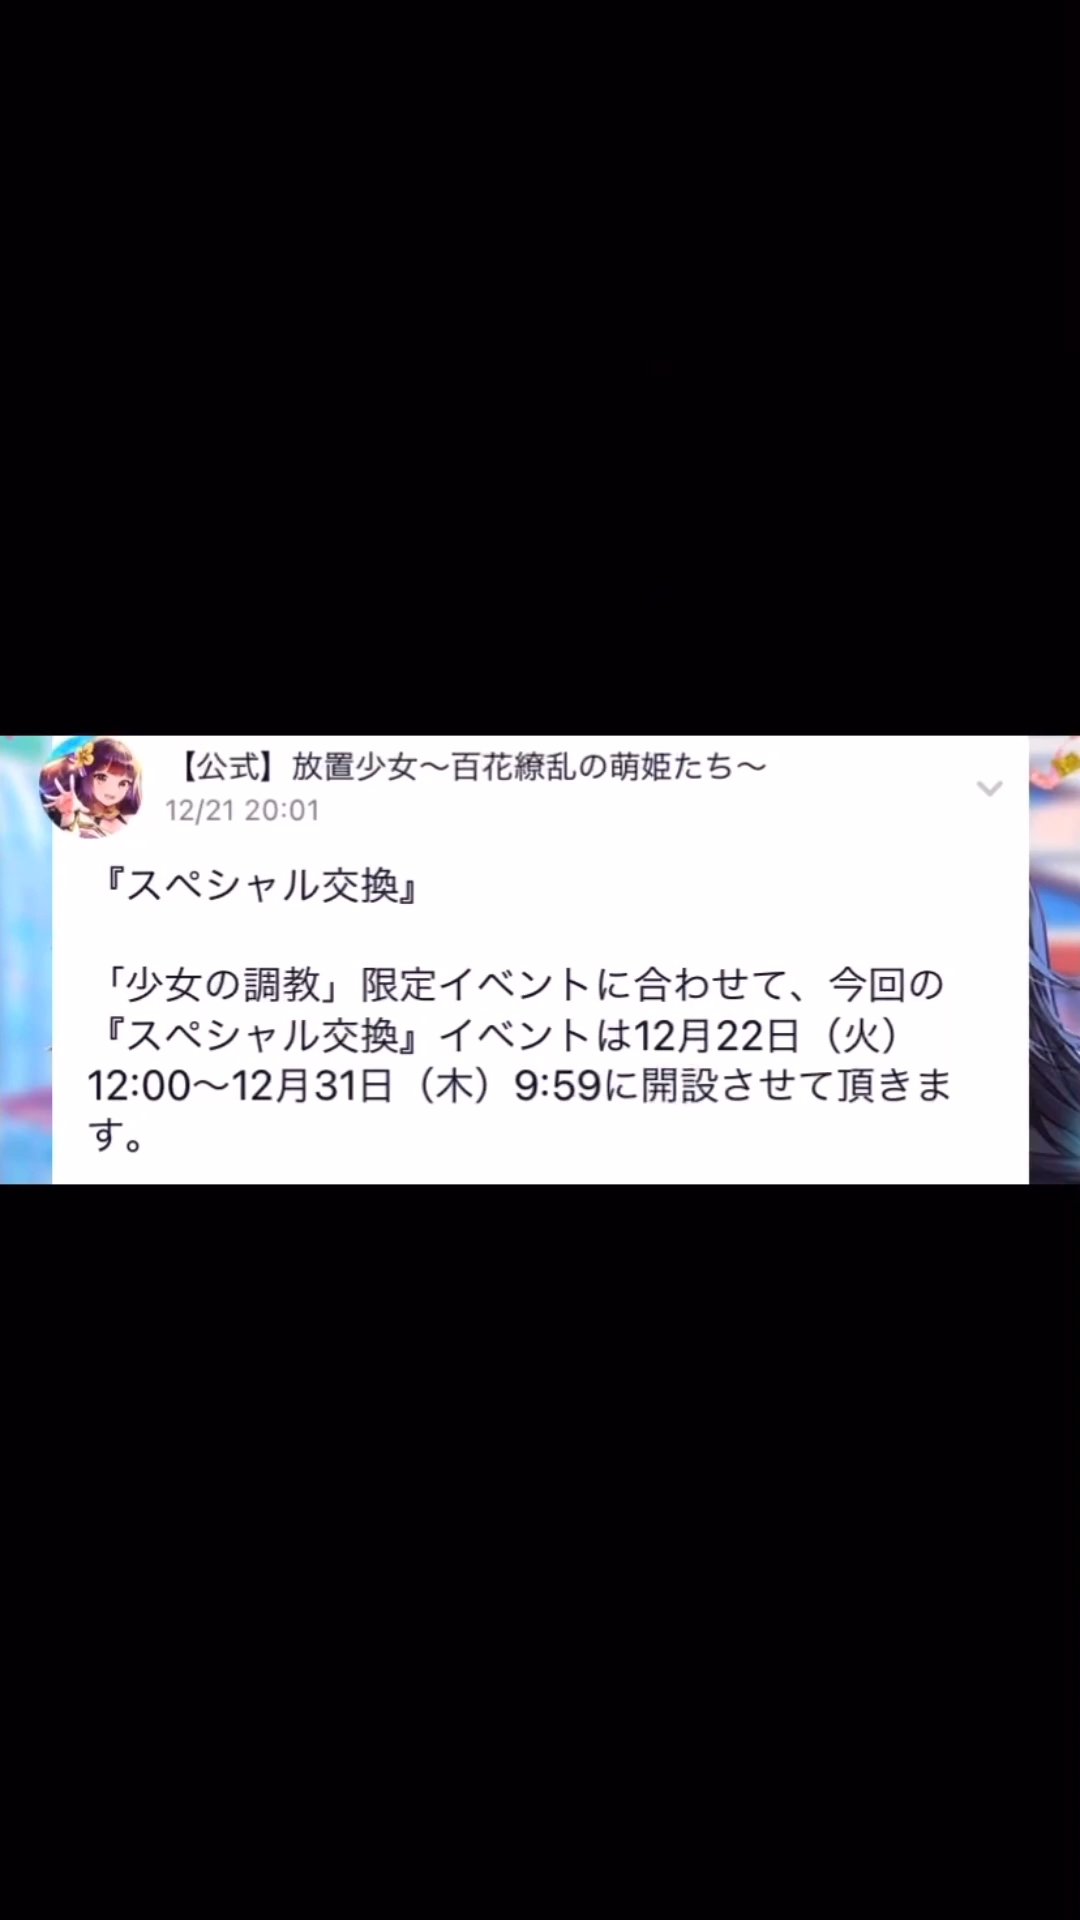 【公式】放置少女～百花繚乱の萌姫たち～
12/21 20:01
『スペシャル交換』
「少女の調教」限定イベントに合わせて、今回の
『スペシャル交換』イベントは12月22日（火）
12:00～12月31日（木）9:59に開設させて頂きま
す。